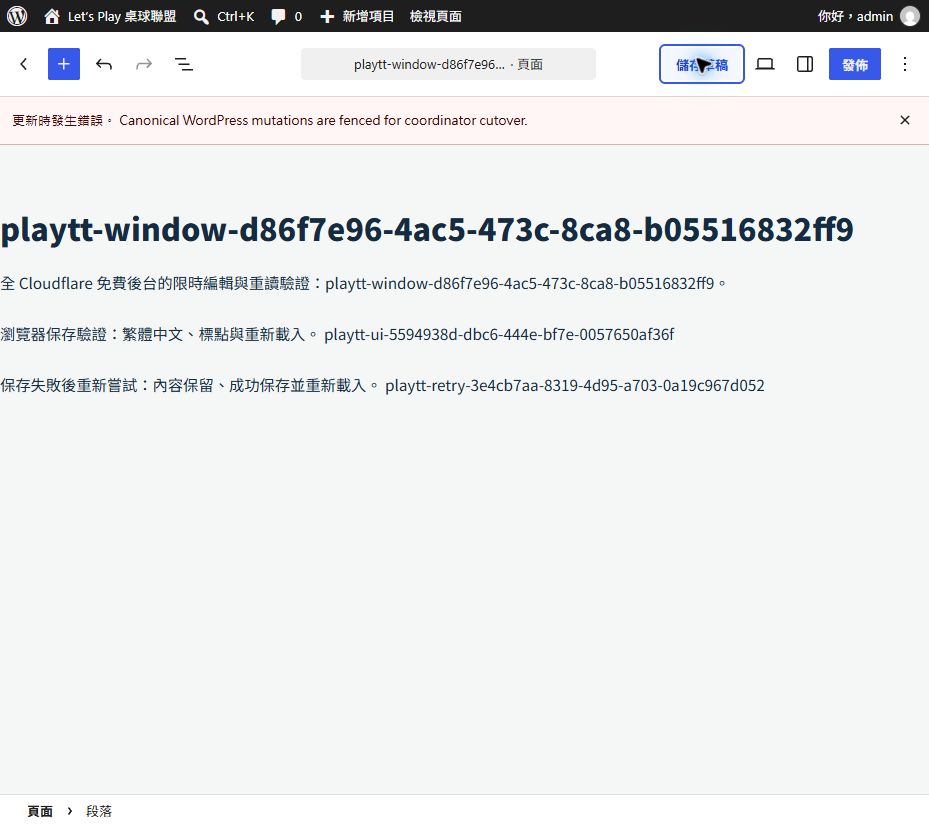 Let's Play 桌球聯盟 Ctrl+K 0 新增項目 檢視頁面 你好，admin
playtt-window-d86f7e96… · 頁面 儲存草稿 發佈
更新時發生錯誤。 Canonical WordPress mutations are fenced for coordinator cutover.
playtt-window-d86f7e96-4ac5-473c-8ca8-b05516832ff9
全 Cloudflare 免費後台的限時編輯與重讀驗證：playtt-window-d86f7e96-4ac5-473c-8ca8-b05516832ff9。
瀏覽器保存驗證：繁體中文、標點與重新載入。 playtt-ui-5594938d-dbc6-444e-bf7e-0057650af36f
保存失敗後重新嘗試：內容保留、成功保存並重新載入。 playtt-retry-3e4cb7aa-8319-4d95-a703-0a19c967d052
頁面 › 段落